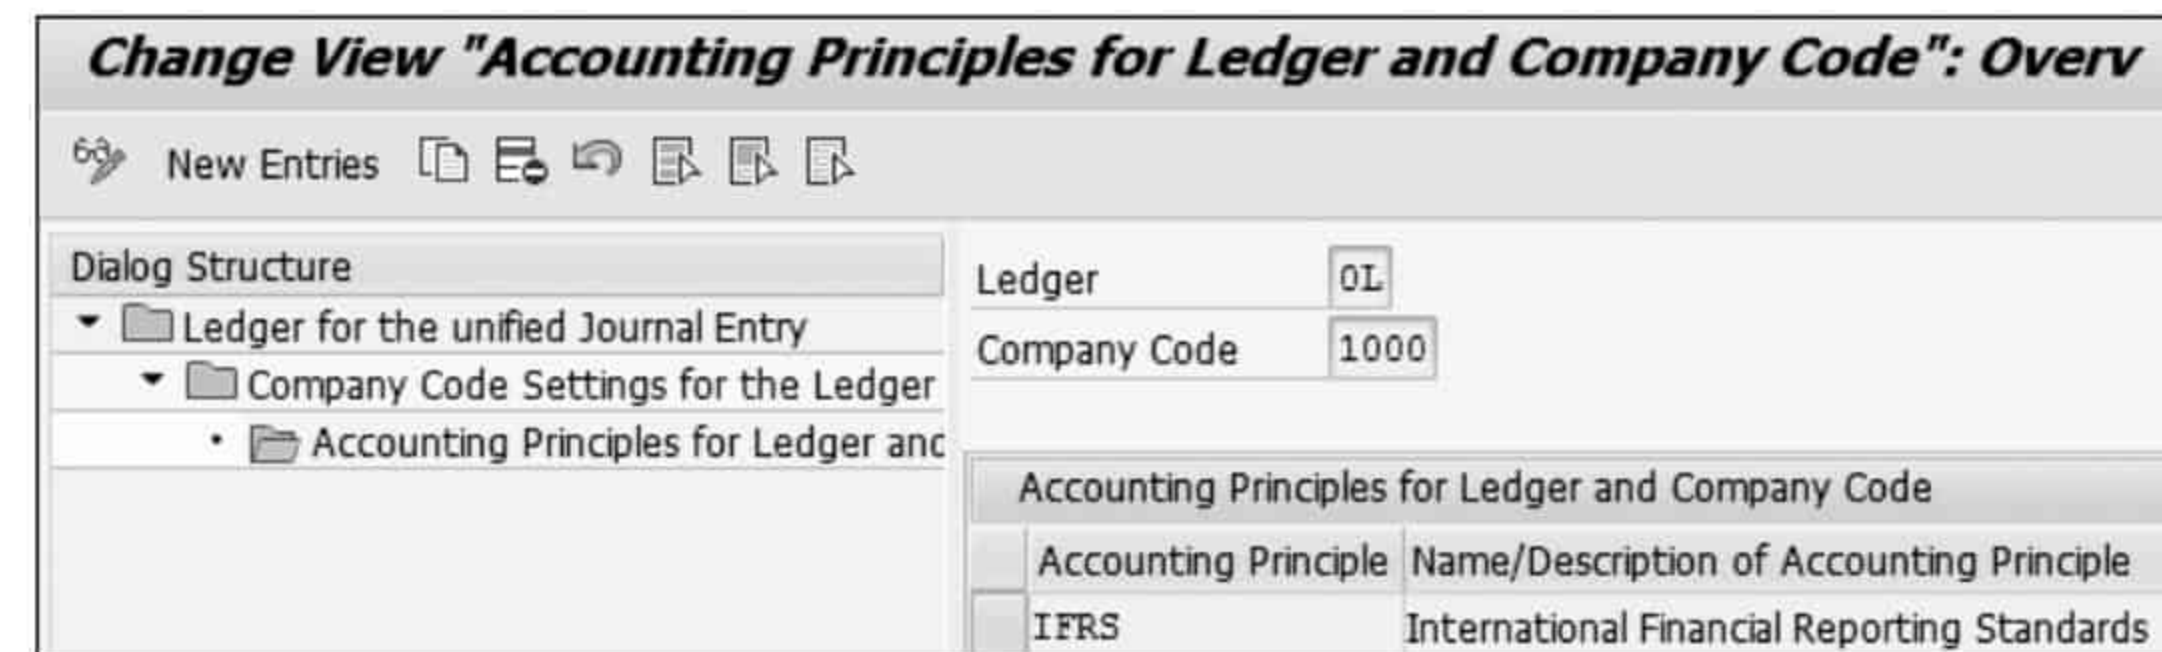 Change View "Accounting Principles for Ledger and Company Code": Overv
New Entries
Dialog Structure
Ledger for the unified Journal Entry
Company Code Settings for the Ledger
Accounting Principles for Ledger and
Ledger 0L
Company Code 1000
Accounting Principles for Ledger and Company Code
Accounting Principle Name/Description of Accounting Principle
IFRS International Financial Reporting Standards